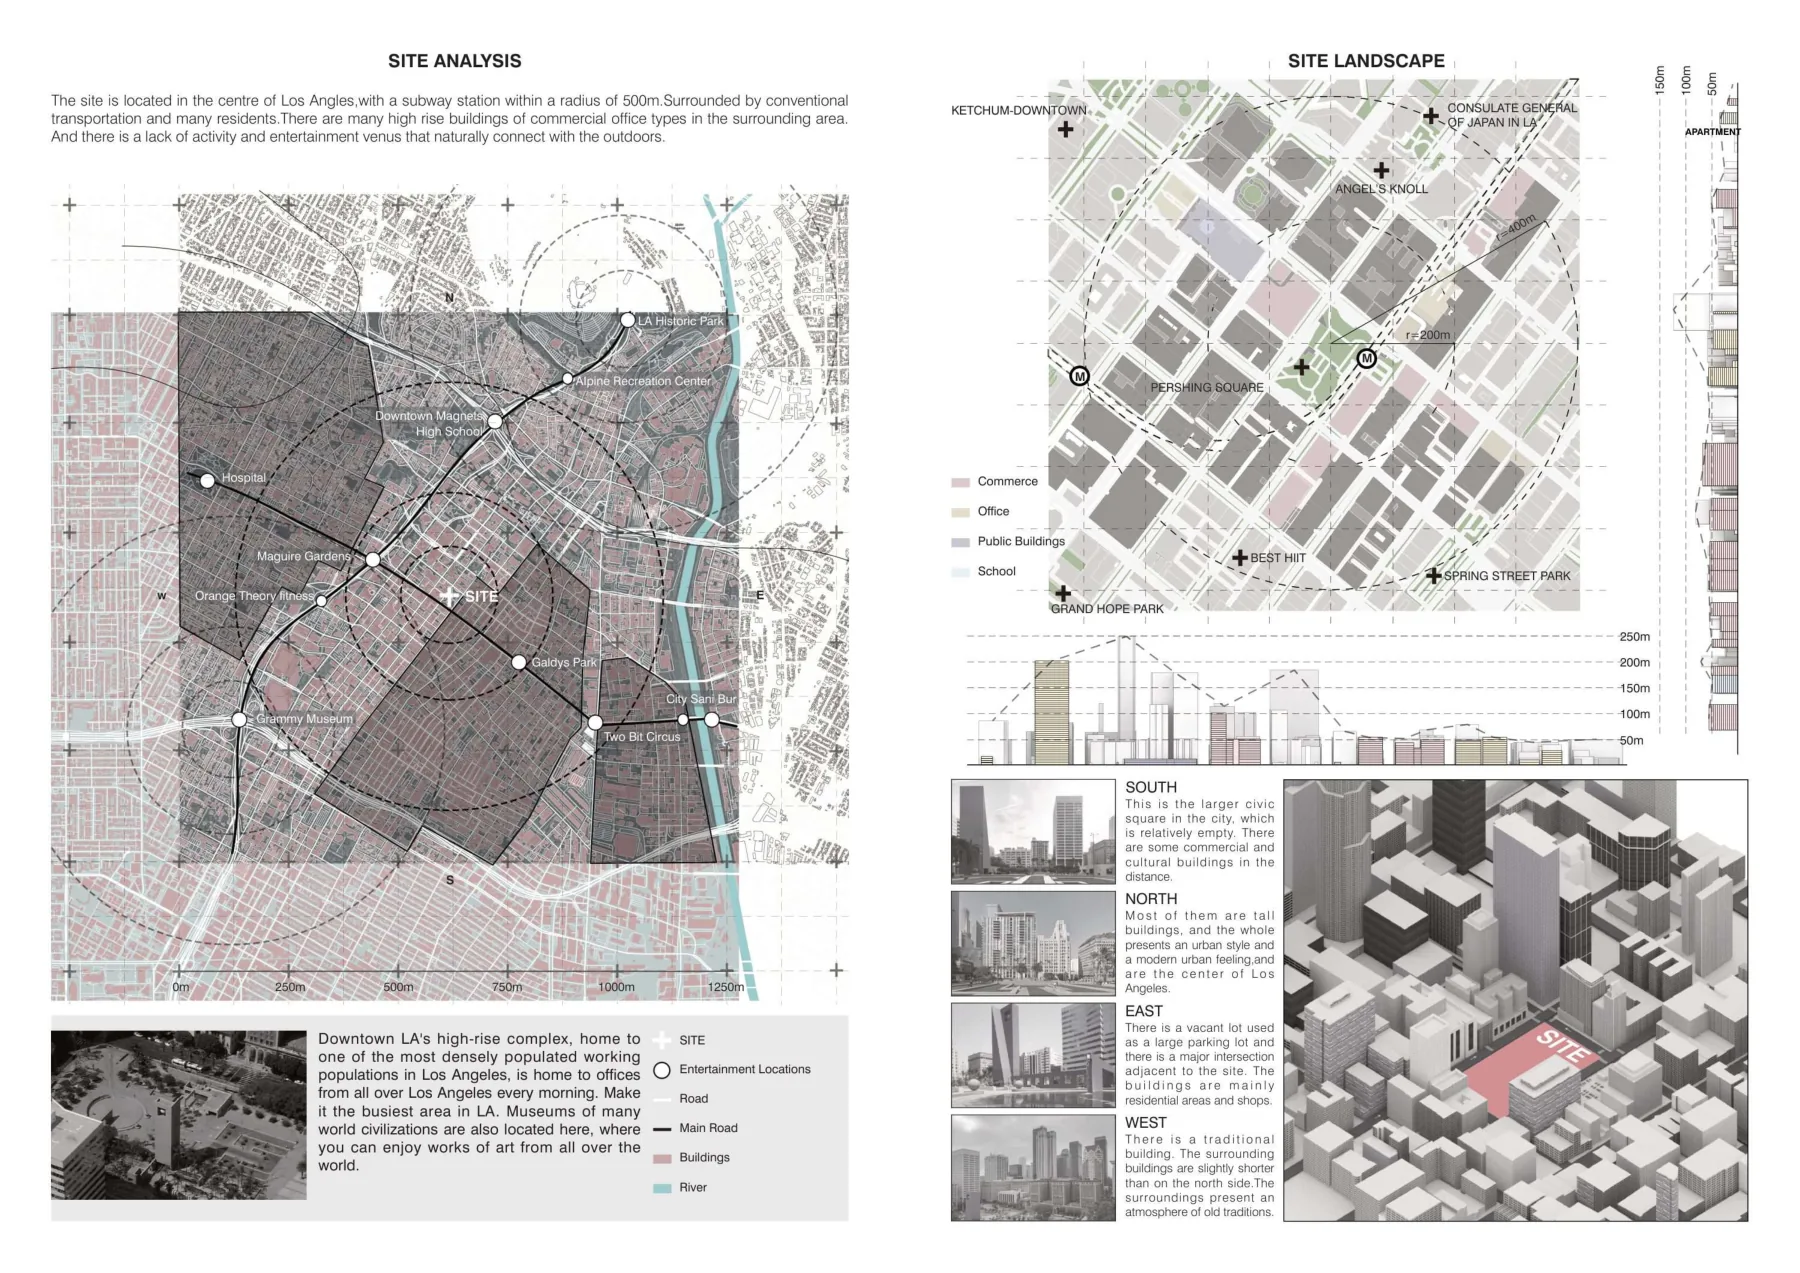 SITE ANALYSIS
The site is located in the centre of Los Angles,with a subway station within a radius of 500m.Surrounded by conventional
transportation and many residents.There are many high rise buildings of commercial office types in the surrounding area.
And there is a lack of activity and entertainment venus that naturally connect with the outdoors.
N
LA Historic Park
Alpine Recreation Center
Downtown Magnets
High School
Hospital
Maguire Gardens
Orange Theory fitness
SITE
W
E
Galdys Park
City Sani Bur
Grammy Museum
Two Bit Circus
S
0m
250m
500m
750m
1000m
1250m
Downtown LA's high-rise complex, home to
one of the most densely populated working
populations in Los Angeles, is home to offices
from all over Los Angeles every morning. Make
it the busiest area in LA. Museums of many
world civilizations are also located here, where
you can enjoy works of art from all over the
world.
SITE
Entertainment Locations
Road
Main Road
Buildings
River
SITE LANDSCAPE
KETCHUM-DOWNTOWN
CONSULATE GENERAL
OF JAPAN IN LA
ANGEL'S KNOLL
r=400m
r=200m
M
M
PERSHING SQUARE
Commerce
Office
Public Buildings
School
BEST HIIT
SPRING STREET PARK
GRAND HOPE PARK
150m
100m
50m
APARTMENT
250m
200m
150m
100m
50m
SOUTH
This is the larger civic
square in the city, which
is relatively empty. There
are some commercial and
cultural buildings in the
distance.
NORTH
Most of them are tall
buildings, and the whole
presents an urban style and
a modern urban feeling,and
are the center of Los
Angeles.
EAST
There is a vacant lot used
as a large parking lot and
there is a major intersection
adjacent to the site. The
buildings are mainly
residential areas and shops.
WEST
There is a traditional
building. The surrounding
buildings are slightly shorter
than on the north side.The
surroundings present an
atmosphere of old traditions.
SITE